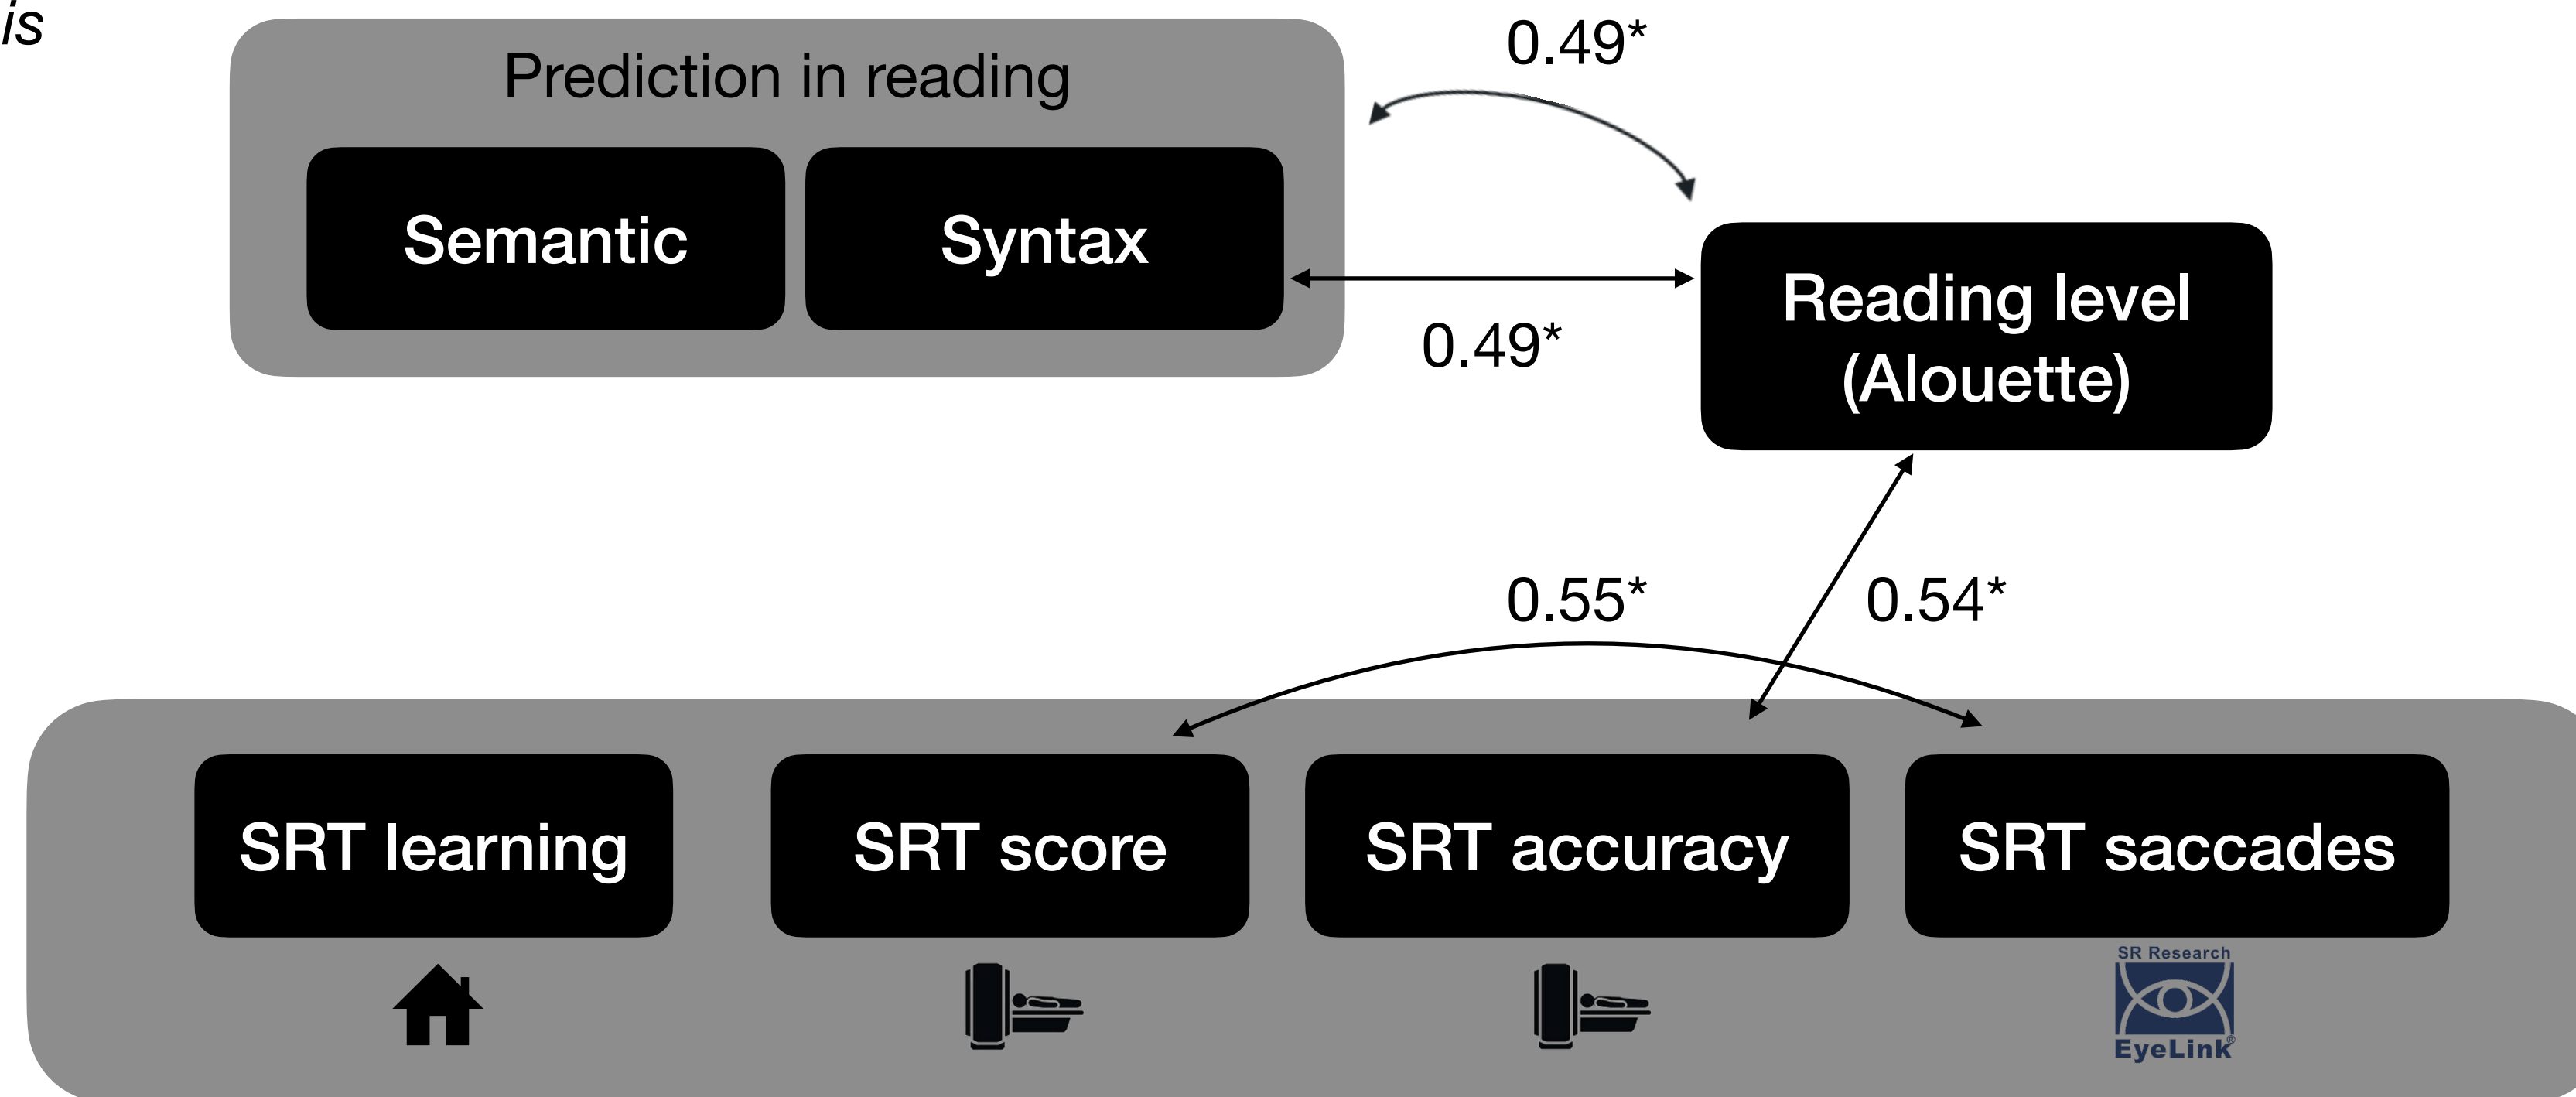 is
Prediction in reading
0.49*
Semantic
Syntax
0.49*
Reading level
(Alouette)
0.55*
0.54*
SRT learning
SRT score
SRT accuracy
SRT saccades
SR Research
EyeLink®